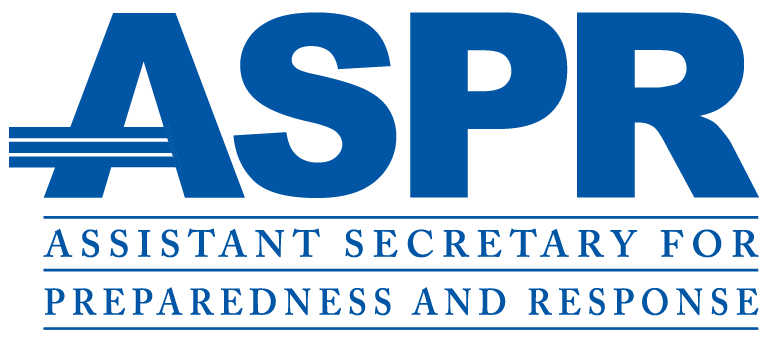 ASPR
ASSISTANT SECRETARY FOR
PREPAREDNESS AND RESPONSE